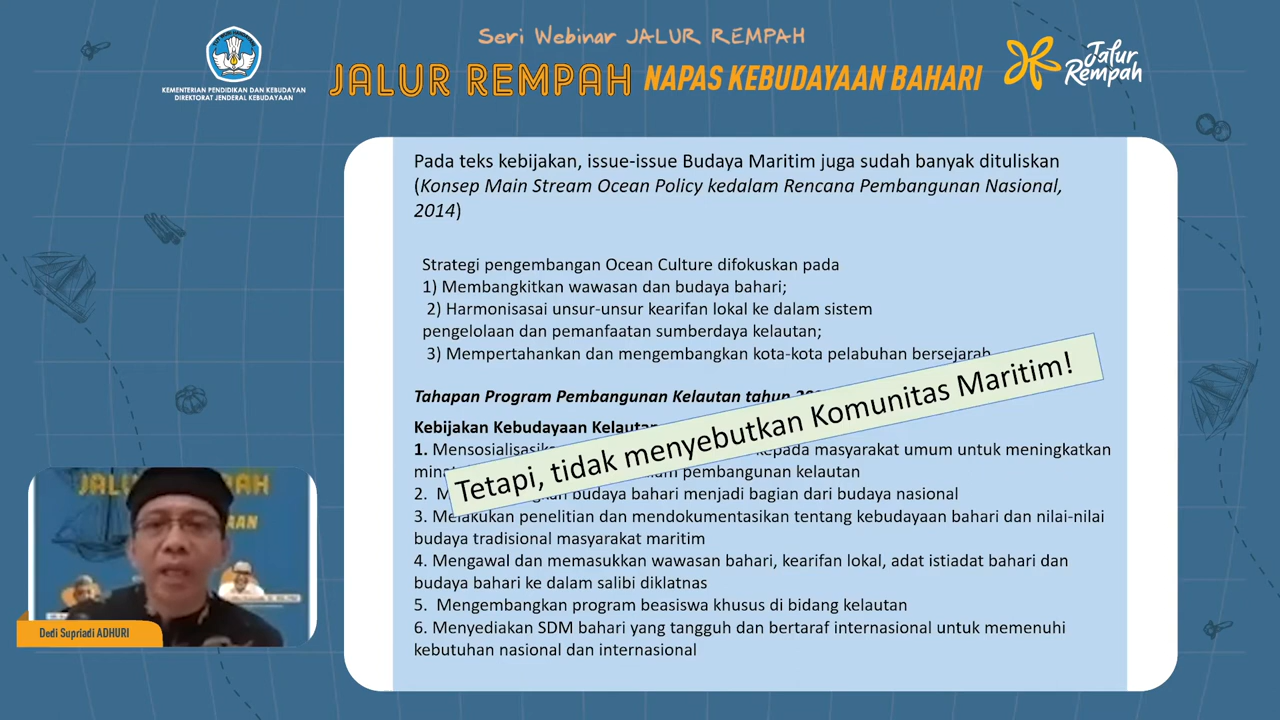 Seri Webinar JALUR REMPAH
JALUR REMPAH NAPAS KEBUDAYAAN BAHARI
KEMENTERIAN PENDIDIKAN DAN KEBUDAYAN
DIREKTORAT JENDERAL KEBUDAYAAN
Jalur
Rempah
Pada teks kebijakan, issue-issue Budaya Maritim juga sudah banyak dituliskan
(Konsep Main Stream Ocean Policy kedalam Rencana Pembangunan Nasional,
2014)
Strategi pengembangan Ocean Culture difokuskan pada
1) Membangkitkan wawasan dan budaya bahari;
2) Harmonisasai unsur-unsur kearifan lokal ke dalam sistem
pengelolaan dan pemanfaatan sumberdaya kelautan;
3) Mempertahankan dan mengembangkan kota-kota pelabuhan bersejarah
Tahapan Program Pembangunan Kelautan tahun
Kebijakan Kebudayaan Kelautan
1. kepada masyarakat umum untuk meningkatkan
pembangunan kelautan
2. budaya bahari menjadi bagian dari budaya nasional
3. Melakukan penelitian dan mendokumentasikan tentang kebudayaan bahari dan nilai-nilai
budaya tradisional masyarakat maritim
4. Mengawal dan memasukkan wawasan bahari, kearifan lokal, adat istiadat bahari dan
budaya bahari ke dalam salibi diklatnas
5. Mengembangkan program beasiswa khusus di bidang kelautan
6. Menyediakan SDM bahari yang tangguh dan bertaraf internasional untuk memenuhi
kebutuhan nasional dan internasional
Tetapi, tidak menyebutkan Komunitas Maritim!
JALUR REMPAH
Dedi Supriadi ADHURI